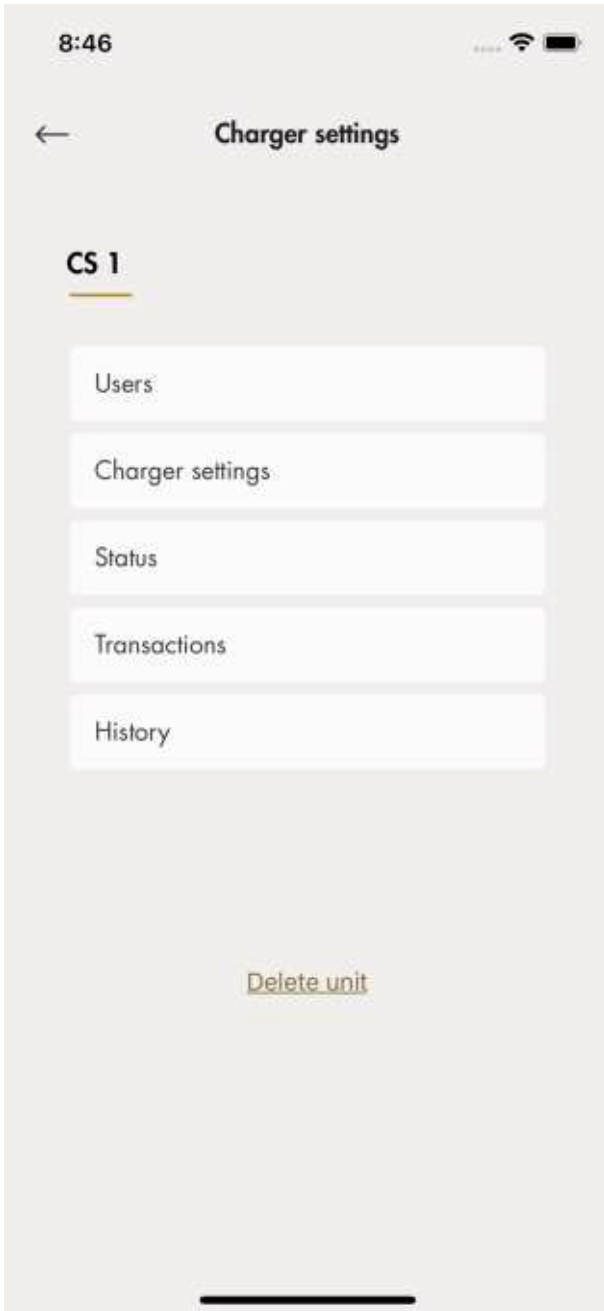 8:46
Charger settings
CS 1
Users
Charger settings
Status
Transactions
History
Delete unit